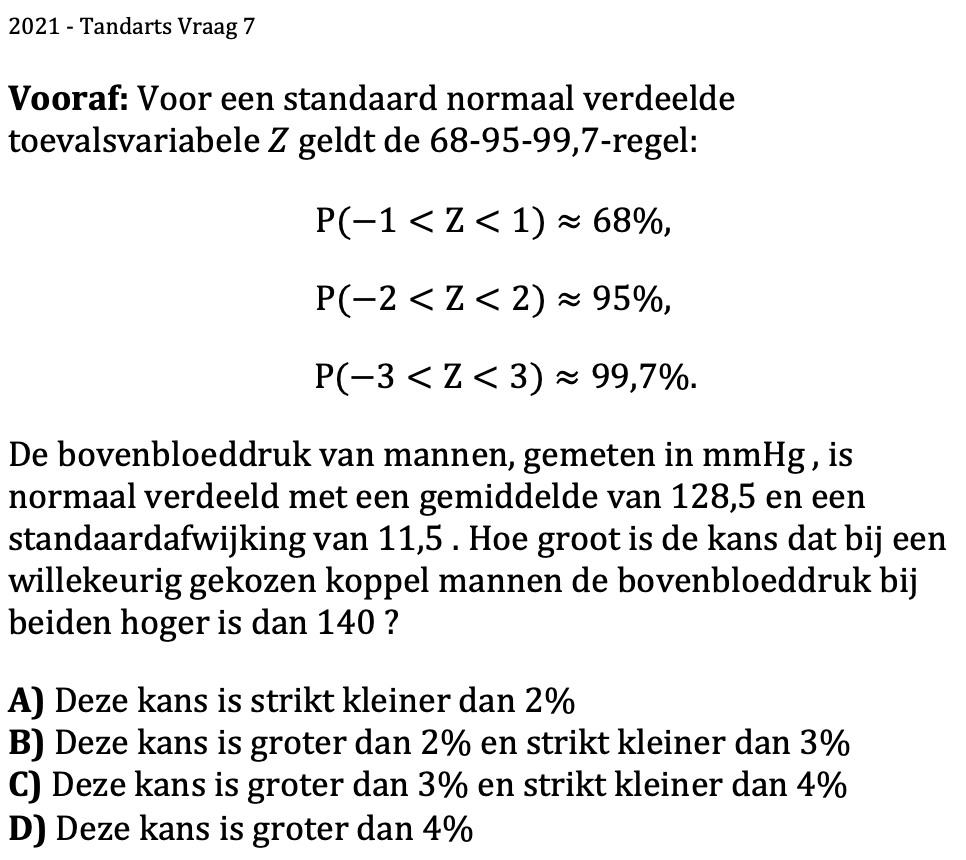 2021 - Tandarts Vraag 7
Vooraf: Voor een standaard normaal verdeelde
toevalsvariabele Z geldt de 68-95-99,7-regel:
P(−1 < Z < 1) ≈ 68%,
P(−2 < Z < 2) ≈ 95%,
P(−3 < Z < 3) ≈ 99,7%.
De bovenbloeddruk van mannen, gemeten in mmHg , is
normaal verdeeld met een gemiddelde van 128,5 en een
standaardafwijking van 11,5 . Hoe groot is de kans dat bij een
willekeurig gekozen koppel mannen de bovenbloeddruk bij
beiden hoger is dan 140 ?
A) Deze kans is strikt kleiner dan 2%
B) Deze kans is groter dan 2% en strikt kleiner dan 3%
C) Deze kans is groter dan 3% en strikt kleiner dan 4%
D) Deze kans is groter dan 4%